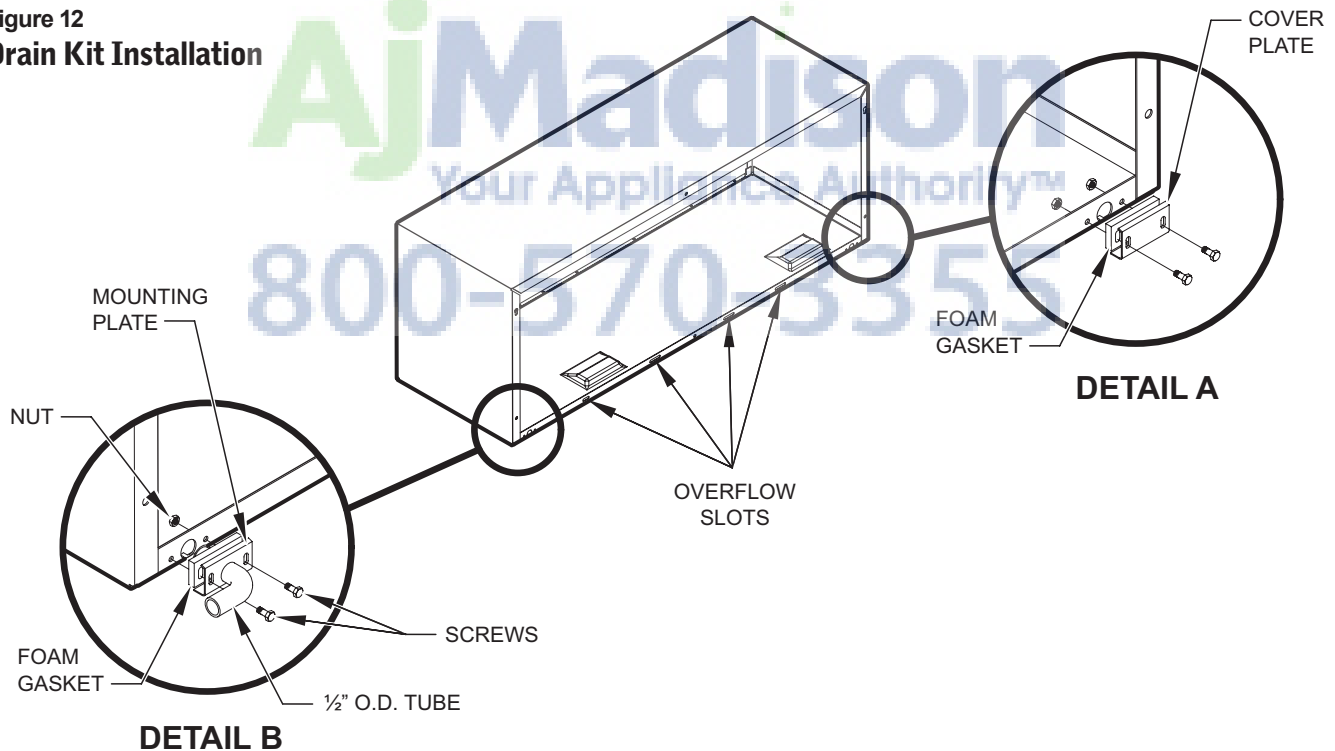 igure 12
Drain Kit Installation
AjMadison
Your Appliance Authority™
800-570-3355
COVER
PLATE
FOAM
GASKET
DETAIL A
MOUNTING
PLATE
NUT
OVERFLOW
SLOTS
SCREWS
FOAM
GASKET
½” O.D. TUBE
DETAIL B